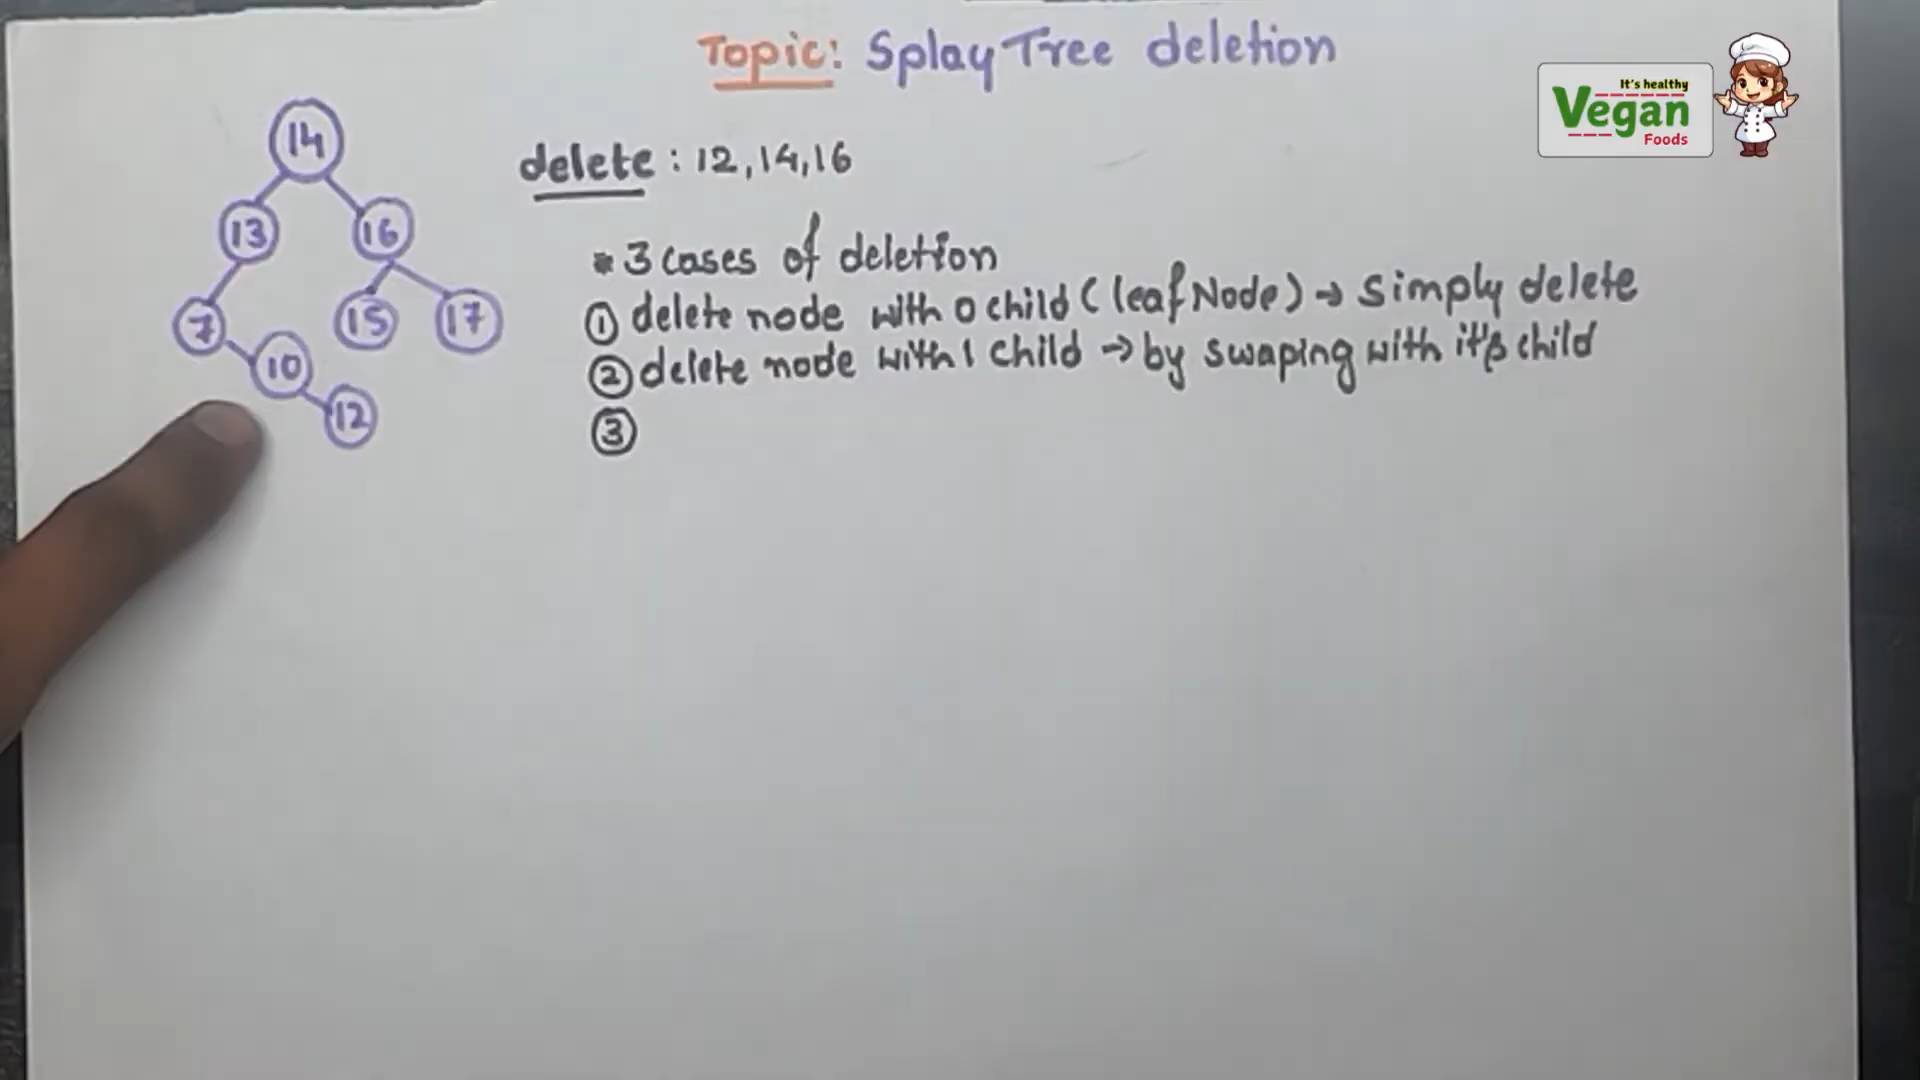 Topic: Splay Tree deletion
It's healthy
Vegan
Foods
14
delete : 12,14,16
13
16
* 3 cases of deletion
① delete node with 0 child (leaf Node) → simply delete
7
15
17
② delete node with 1 child → by swaping with it's child
10
12
③